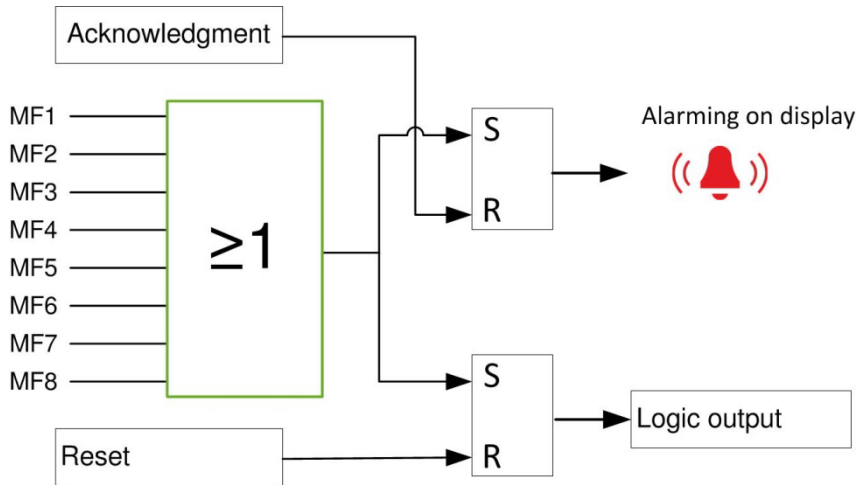 Acknowledgment
MF1
MF2
MF3
MF4
MF5
MF6
MF7
MF8
≥1
S
R
Alarming on display
S
R
Logic output
Reset